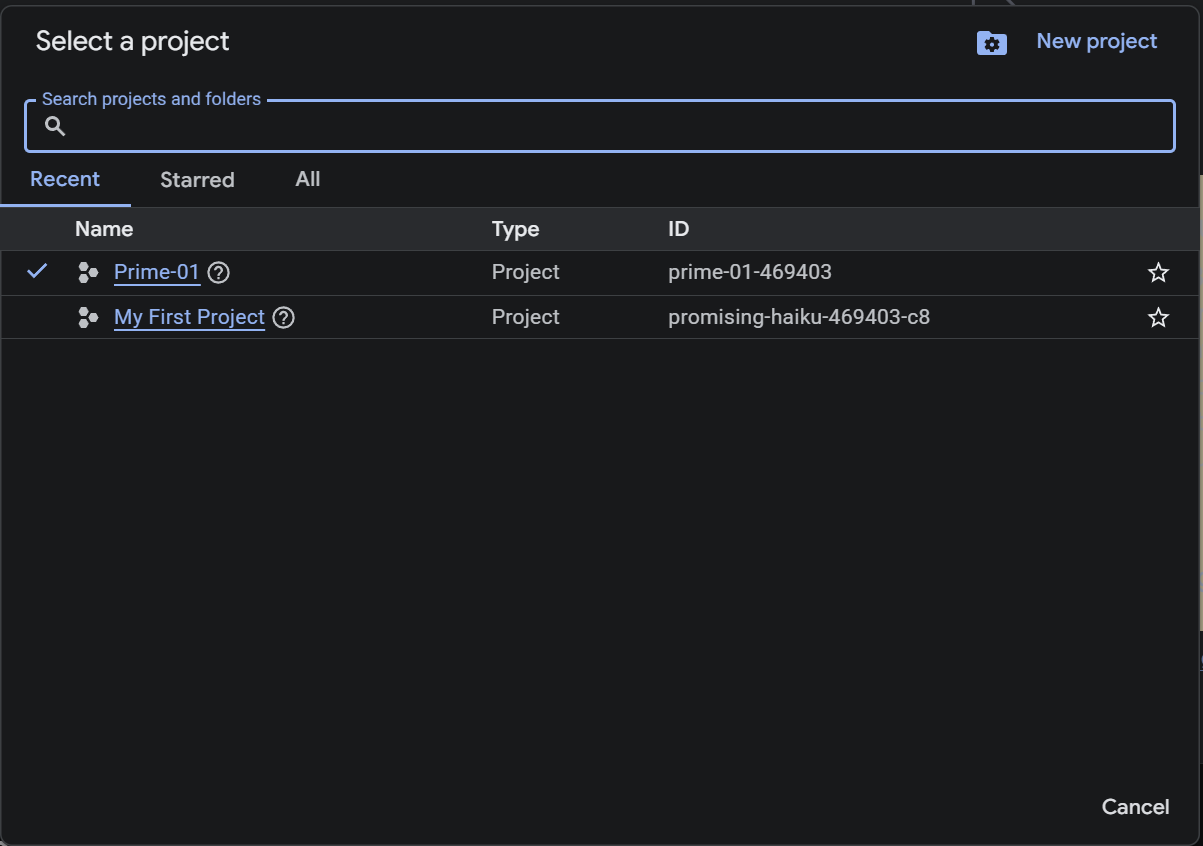 Select a project
New project
Search projects and folders
Recent Starred All
Name Type ID
Prime-01 Project prime-01-469403
My First Project Project promising-haiku-469403-c8
Cancel